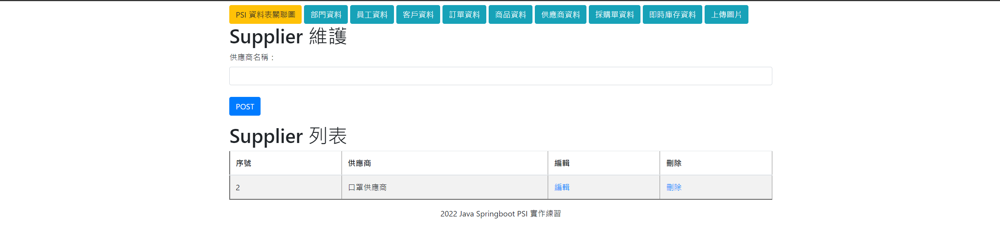 PSI 資料表關聯圖 部門資料 員工資料 客戶資料 訂單資料 商品資料 供應商資料 採購單資料 即時庫存資料 上傳圖片
Supplier 維護
供應商名稱：
POST
Supplier 列表
序號 供應商 編輯 刪除
2 口罩供應商 編輯 刪除
2022 Java Springboot PSI 實作練習